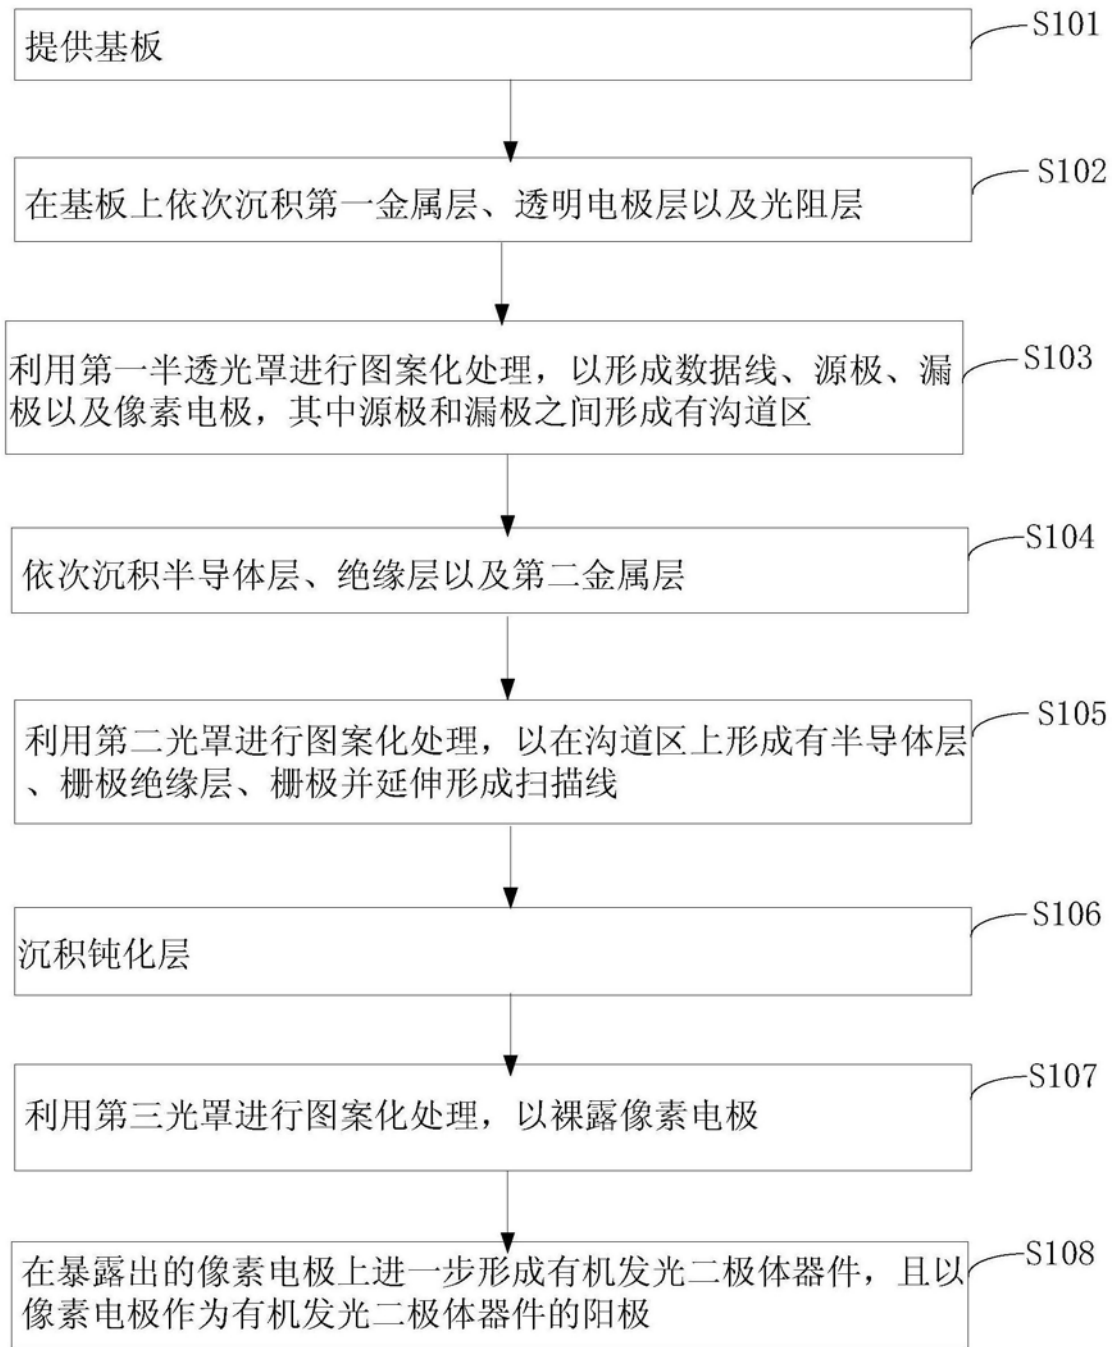 S101
提供基板
S102
在基板上依次沉积第一金属层、透明电极层以及光阻层
S103
利用第一半透光罩进行图案化处理，以形成数据线、源极、漏
极以及像素电极，其中源极和漏极之间形成有沟道区
S104
依次沉积半导体层、绝缘层以及第二金属层
S105
利用第二光罩进行图案化处理，以在沟道区上形成有半导体层
、栅极绝缘层、栅极并延伸形成扫描线
S106
沉积钝化层
S107
利用第三光罩进行图案化处理，以裸露像素电极
S108
在暴露出的像素电极上进一步形成有机发光二极体器件，且以
像素电极作为有机发光二极体器件的阳极